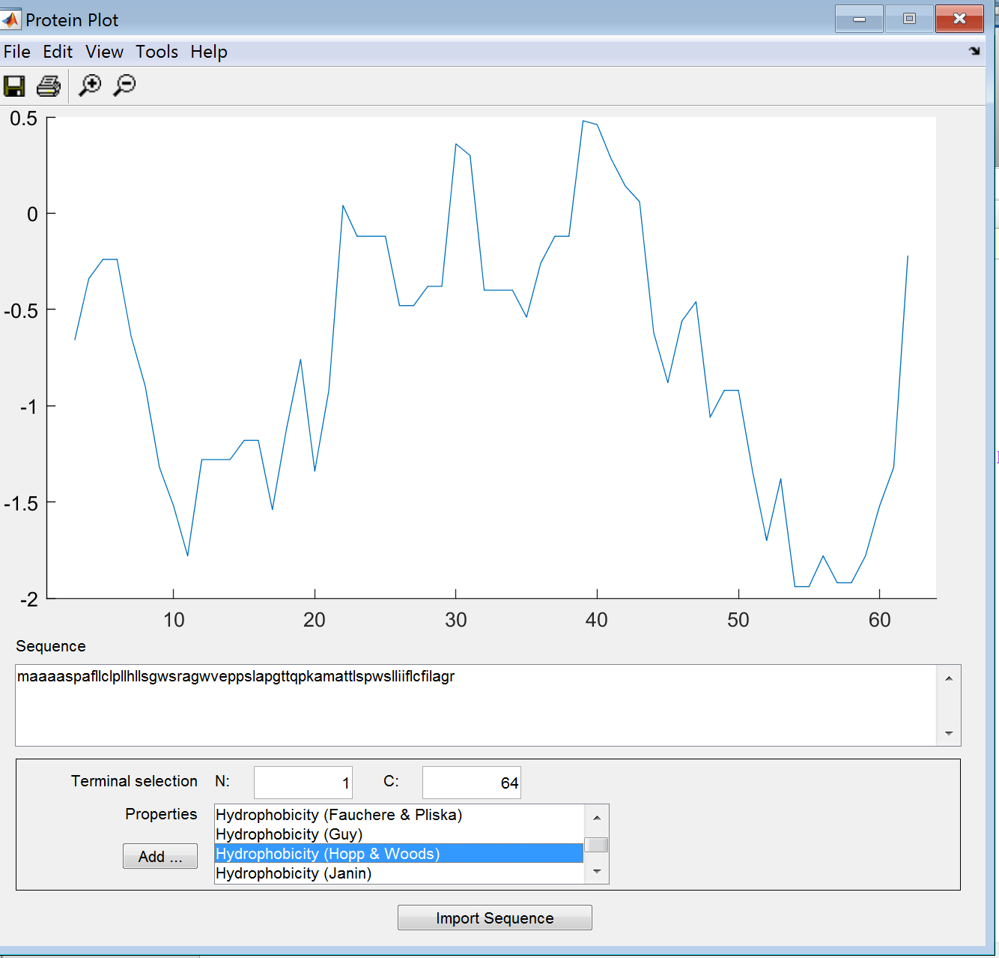 Protein Plot
File Edit View Tools Help
0.5
0
-0.5
-1
-1.5
-2
10 20 30 40 50 60
Sequence
maaaaspafllclpllhllsgwsragwveppslapgttqpkamattlspwslliiflcfilagr
Terminal selection N: 1 C: 64
Properties
Hydrophobicity (Fauchere & Pliska)
Hydrophobicity (Guy)
Add ...
Hydrophobicity (Hopp & Woods)
Hydrophobicity (Janin)
Import Sequence